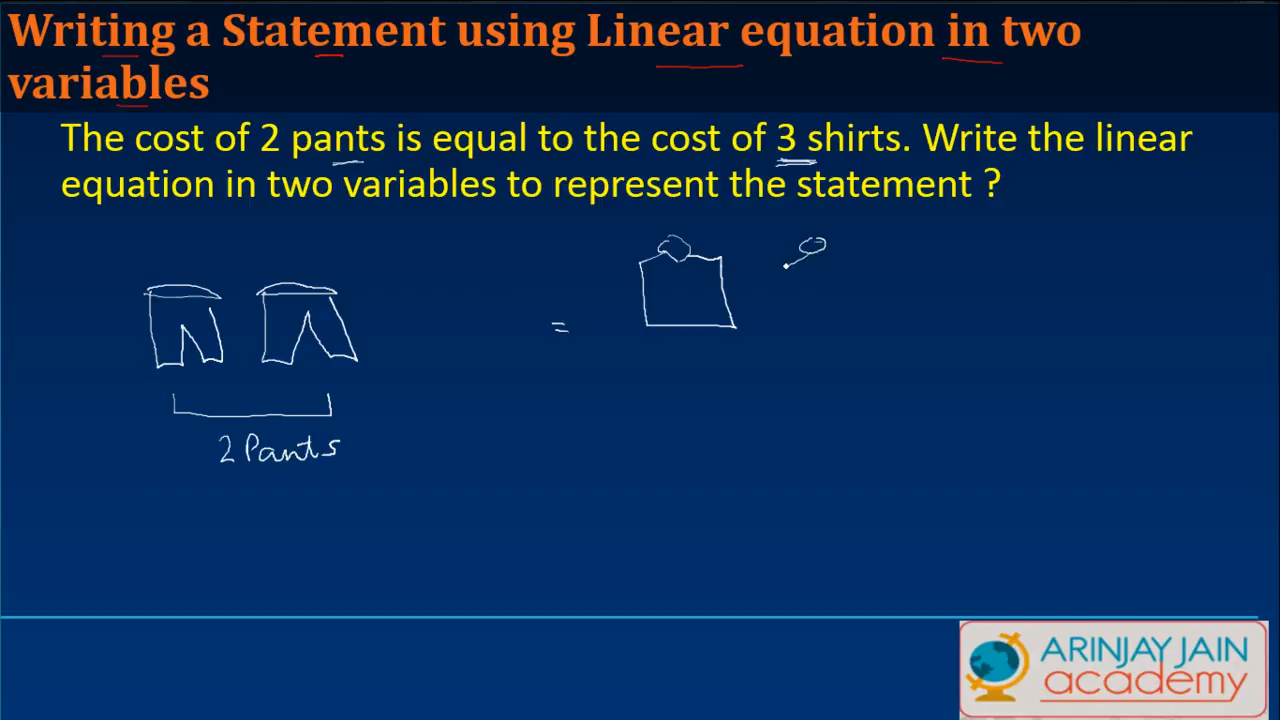 Writing a Statement using Linear equation in two
variables
The cost of 2 pants is equal to the cost of 3 shirts. Write the linear
equation in two variables to represent the statement ?
=
2 Pants
ARINJAY JAIN
academy